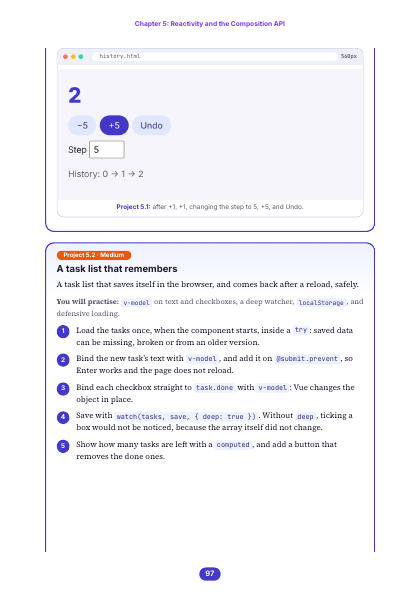 Chapter 5: Reactivity and the Composition API
history.html
560px
2
−5 +5 Undo
Step 5
History: 0 → 1 → 2
Project 5.1: after +1, +1, changing the step to 5, +5, and Undo.
Project 5.2 · Medium
A task list that remembers
A task list that saves itself in the browser, and comes back after a reload, safely.
You will practise: v-model on text and checkboxes, a deep watcher, localStorage, and
defensive loading.
1 Load the tasks once, when the component starts, inside a try: saved data
can be missing, broken or from an older version.
2 Bind the new task's text with v-model, and add it on @submit.prevent, so
Enter works and the page does not reload.
3 Bind each checkbox straight to task.done with v-model: Vue changes the
object in place.
4 Save with watch(tasks, save, { deep: true }). Without deep, ticking a
box would not be noticed, because the array itself did not change.
5 Show how many tasks are left with a computed, and add a button that
removes the done ones.
97